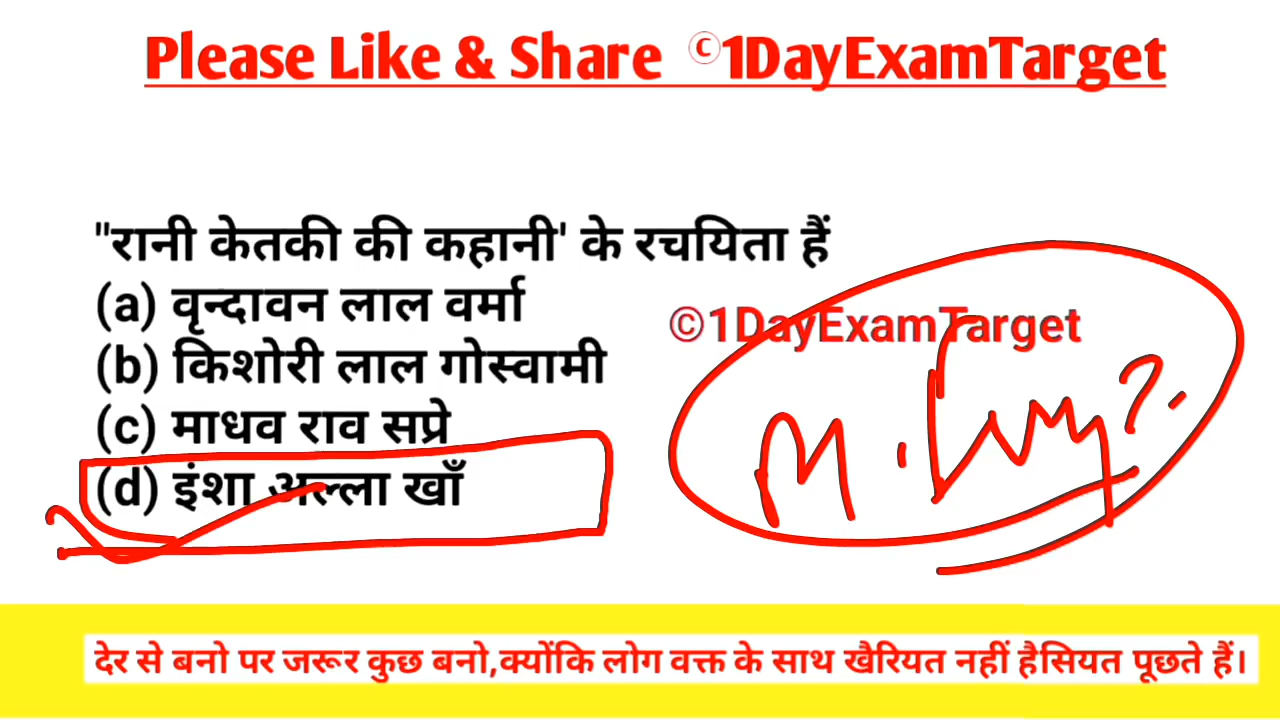 Please Like & Share ©1DayExamTarget
"रानी केतकी की कहानी' के रचयिता हैं
(a) वृन्दावन लाल वर्मा
©1DayExamTarget
(b) किशोरी लाल गोस्वामी
(c) माधव राव सप्रे
(d) इंशा अल्ला खाँ
देर से बनो पर जरूर कुछ बनो,क्योंकि लोग वक्त के साथ खैरियत नहीं हैसियत पूछते हैं।